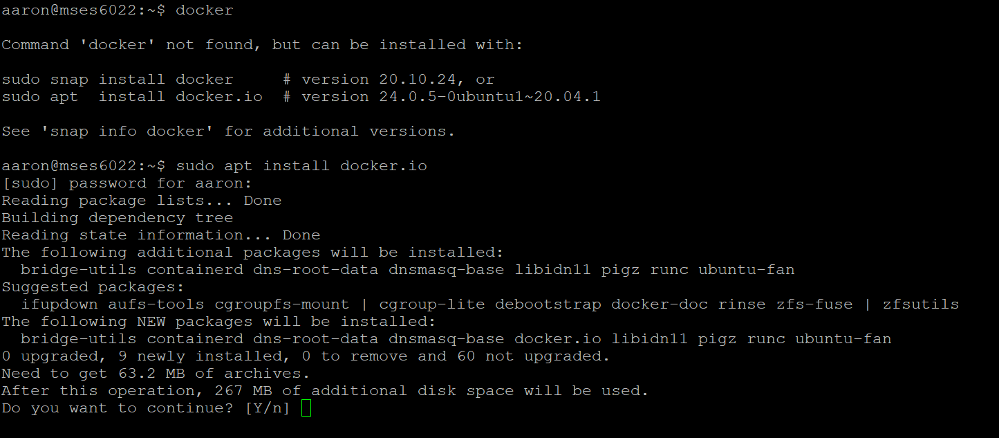 aaron@mses6022:~$ docker
Command 'docker' not found, but can be installed with:
sudo snap install docker     # version 20.10.24, or
sudo apt  install docker.io  # version 24.0.5-0ubuntu1~20.04.1
See 'snap info docker' for additional versions.
aaron@mses6022:~$ sudo apt install docker.io
[sudo] password for aaron:
Reading package lists... Done
Building dependency tree
Reading state information... Done
The following additional packages will be installed:
  bridge-utils containerd dns-root-data dnsmasq-base libidn11 pigz runc ubuntu-fan
Suggested packages:
  ifupdown aufs-tools cgroupfs-mount | cgroup-lite debootstrap docker-doc rinse zfs-fuse | zfsutils
The following NEW packages will be installed:
  bridge-utils containerd dns-root-data dnsmasq-base docker.io libidn11 pigz runc ubuntu-fan
0 upgraded, 9 newly installed, 0 to remove and 60 not upgraded.
Need to get 63.2 MB of archives.
After this operation, 267 MB of additional disk space will be used.
Do you want to continue? [Y/n]